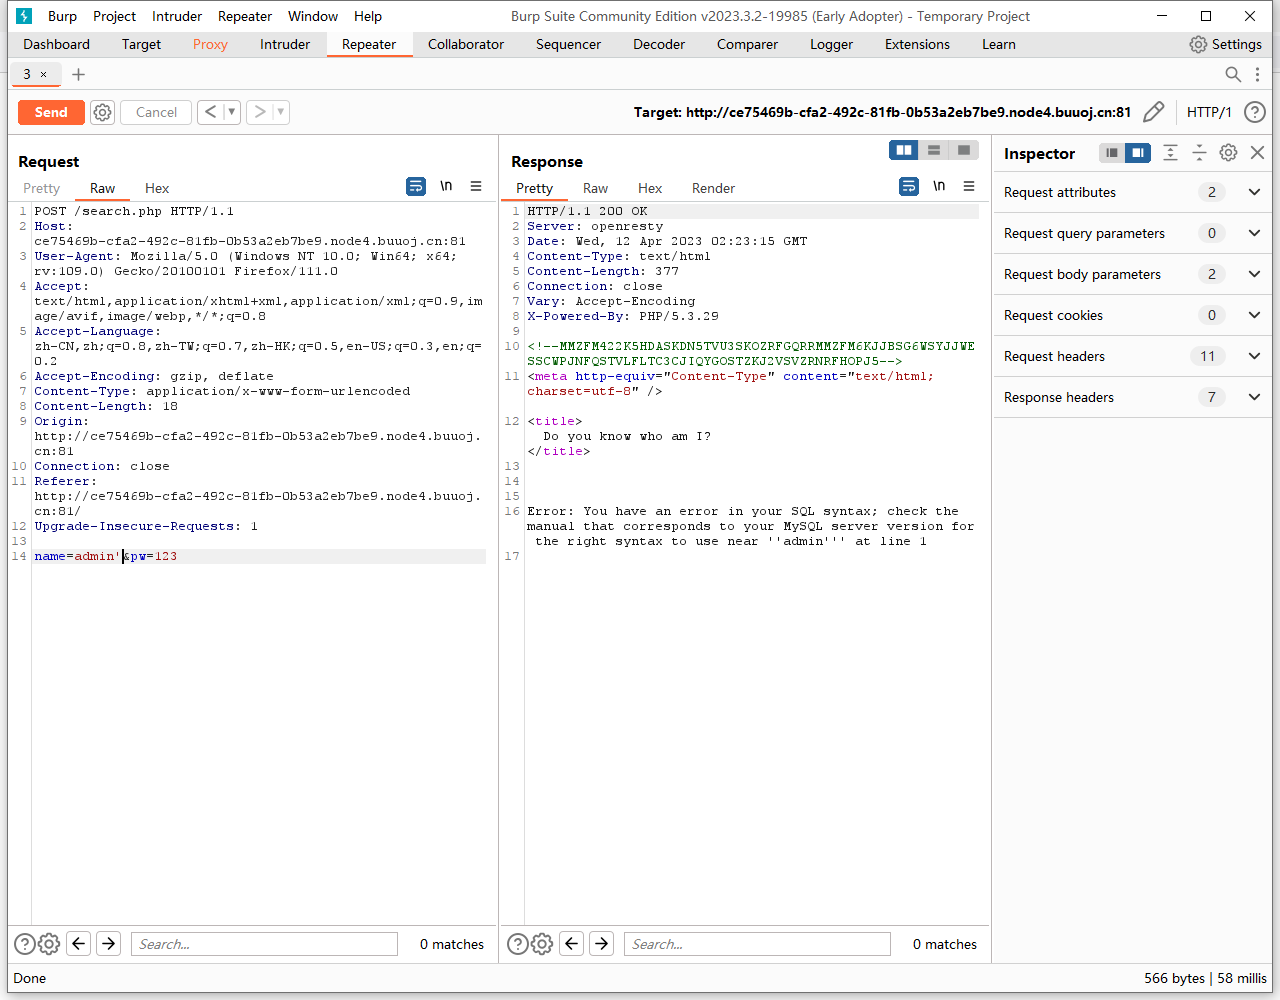 Burp Project Intruder Repeater Window Help Burp Suite Community Edition v2023.3.2-19985 (Early Adopter) - Temporary Project
Dashboard Target Proxy Intruder Repeater Collaborator Sequencer Decoder Comparer Logger Extensions Learn Settings
3 × +
Send Cancel < > Target: http://ce75469b-cfa2-492c-81fb-0b53a2eb7be9.node4.buuoj.cn:81 HTTP/1 ?
Request
Pretty Raw Hex \n
1 POST /search.php HTTP/1.1
2 Host:
ce75469b-cfa2-492c-81fb-0b53a2eb7be9.node4.buuoj.cn:81
3 User-Agent: Mozilla/5.0 (Windows NT 10.0; Win64; x64;
rv:109.0) Gecko/20100101 Firefox/111.0
4 Accept:
text/html,application/xhtml+xml,application/xml;q=0.9,im
age/avif,image/webp,*/*;q=0.8
5 Accept-Language:
zh-CN,zh;q=0.8,zh-TW;q=0.7,zh-HK;q=0.5,en-US;q=0.3,en;q=
0.2
6 Accept-Encoding: gzip, deflate
7 Content-Type: application/x-www-form-urlencoded
8 Content-Length: 18
9 Origin:
http://ce75469b-cfa2-492c-81fb-0b53a2eb7be9.node4.buuoj.
cn:81
10 Connection: close
11 Referer:
http://ce75469b-cfa2-492c-81fb-0b53a2eb7be9.node4.buuoj.
cn:81/
12 Upgrade-Insecure-Requests: 1
13
14 name=admin'&pw=123
Search... 0 matches
Response
Pretty Raw Hex Render \n
1 HTTP/1.1 200 OK
2 Server: openresty
3 Date: Wed, 12 Apr 2023 02:23:15 GMT
4 Content-Type: text/html
5 Content-Length: 377
6 Connection: close
7 Vary: Accept-Encoding
8 X-Powered-By: PHP/5.3.29
9
10 <!--MMZFM422K5HDASKDN5TVU3SKOZRFGQRRMMZFM6KJJBSG6WSYJJWE
SSCWPJNFQSTVLFLTC3CJIQYGOSTZKJ2VSVZRNRFHOPJ5-->
11 <meta http-equiv="Content-Type" content="text/html;
charset=utf-8" />
12 <title>
Do you know who am I?
</title>
13
14
15
16 Error: You have an error in your SQL syntax; check the
manual that corresponds to your MySQL server version for
the right syntax to use near ''admin''' at line 1
17
Search... 0 matches
Inspector
Request attributes 2
Request query parameters 0
Request body parameters 2
Request cookies 0
Request headers 11
Response headers 7
Done 566 bytes | 58 millis